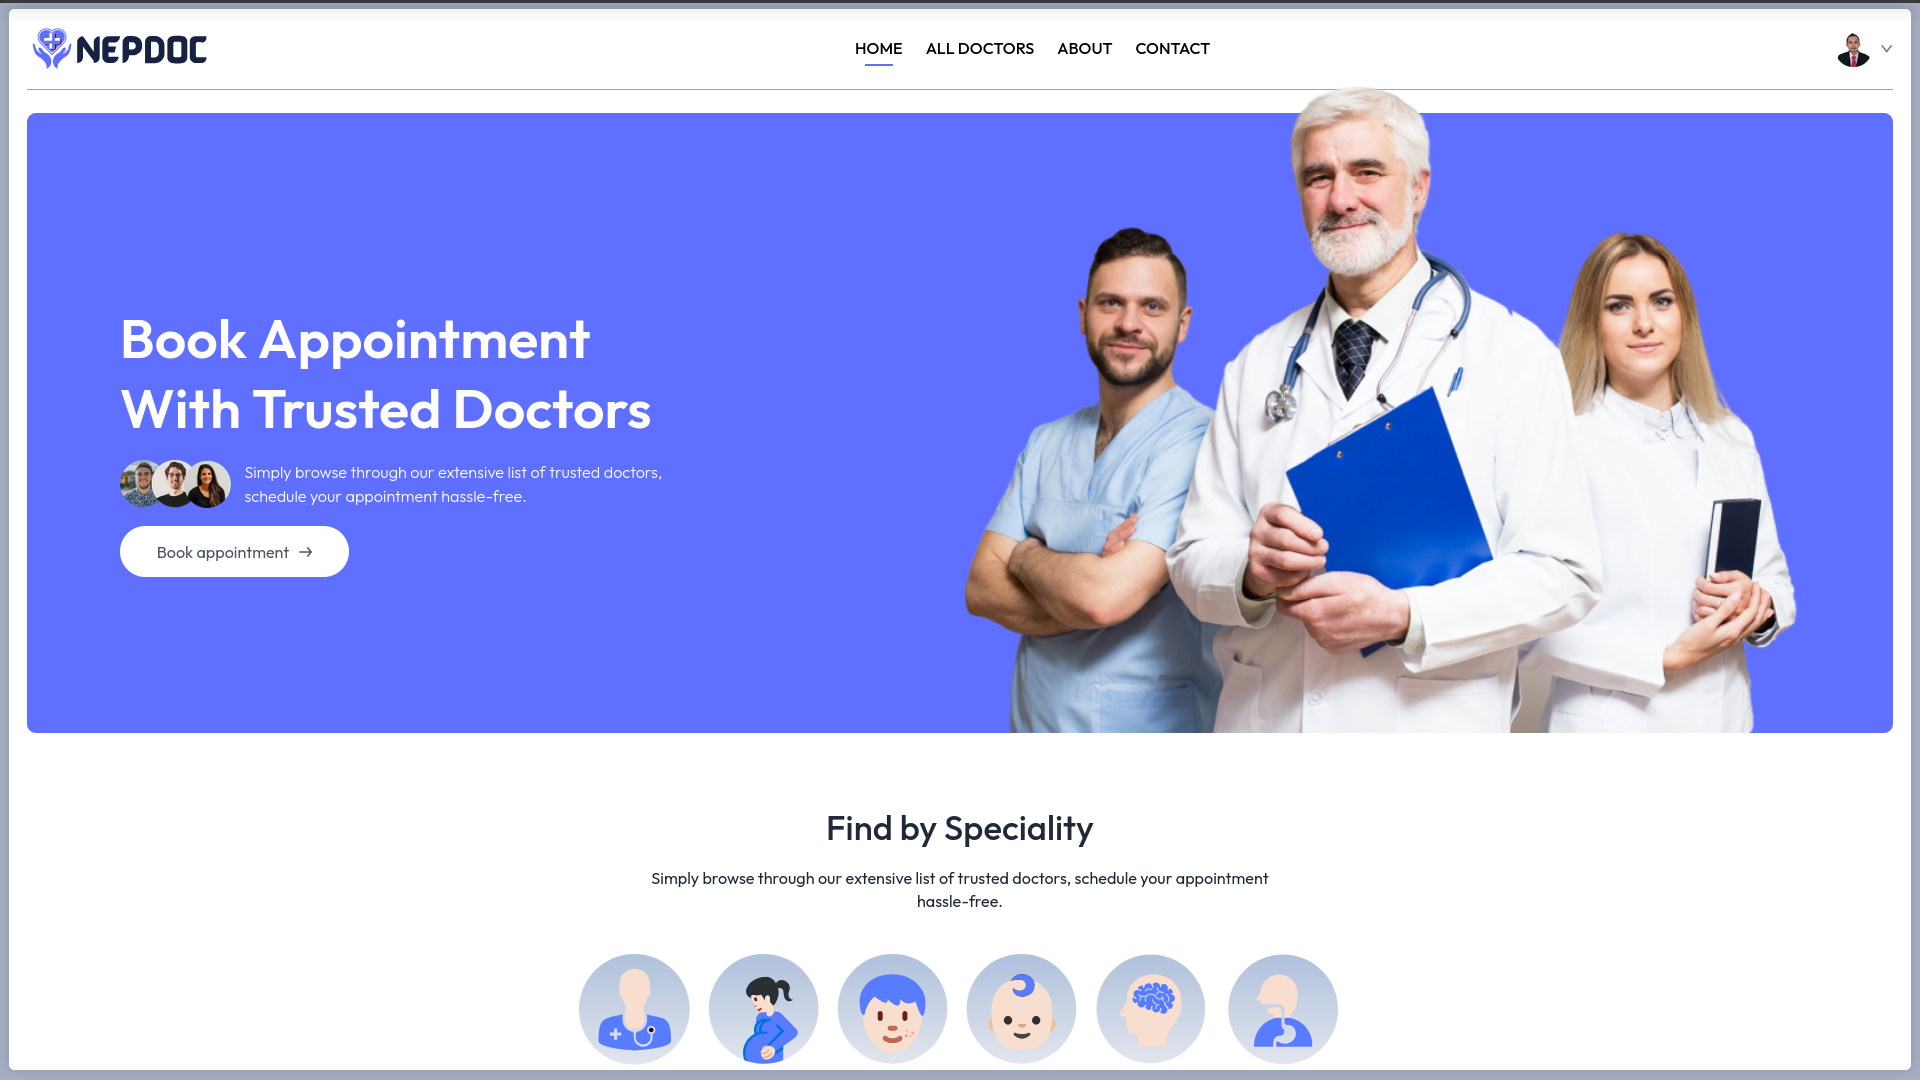 NEPDOC
HOME ALL DOCTORS ABOUT CONTACT
Book Appointment
With Trusted Doctors
Simply browse through our extensive list of trusted doctors,
schedule your appointment hassle-free.
Book appointment →
Find by Speciality
Simply browse through our extensive list of trusted doctors, schedule your appointment
hassle-free.